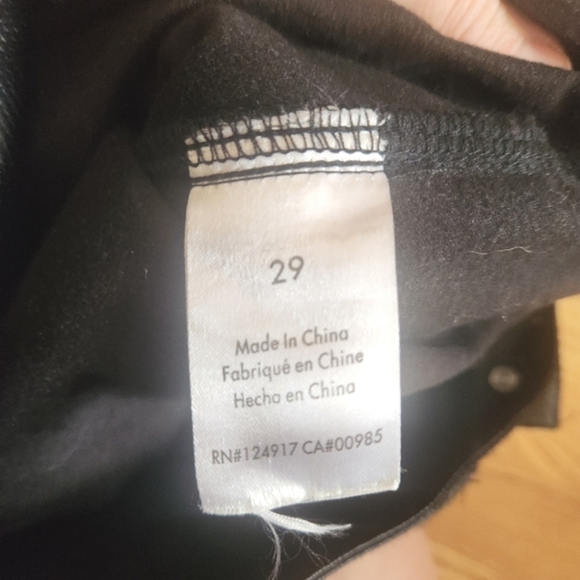 29
Made In China
Fabriqué en Chine
Hecho en China
RN#124917 CA#00985